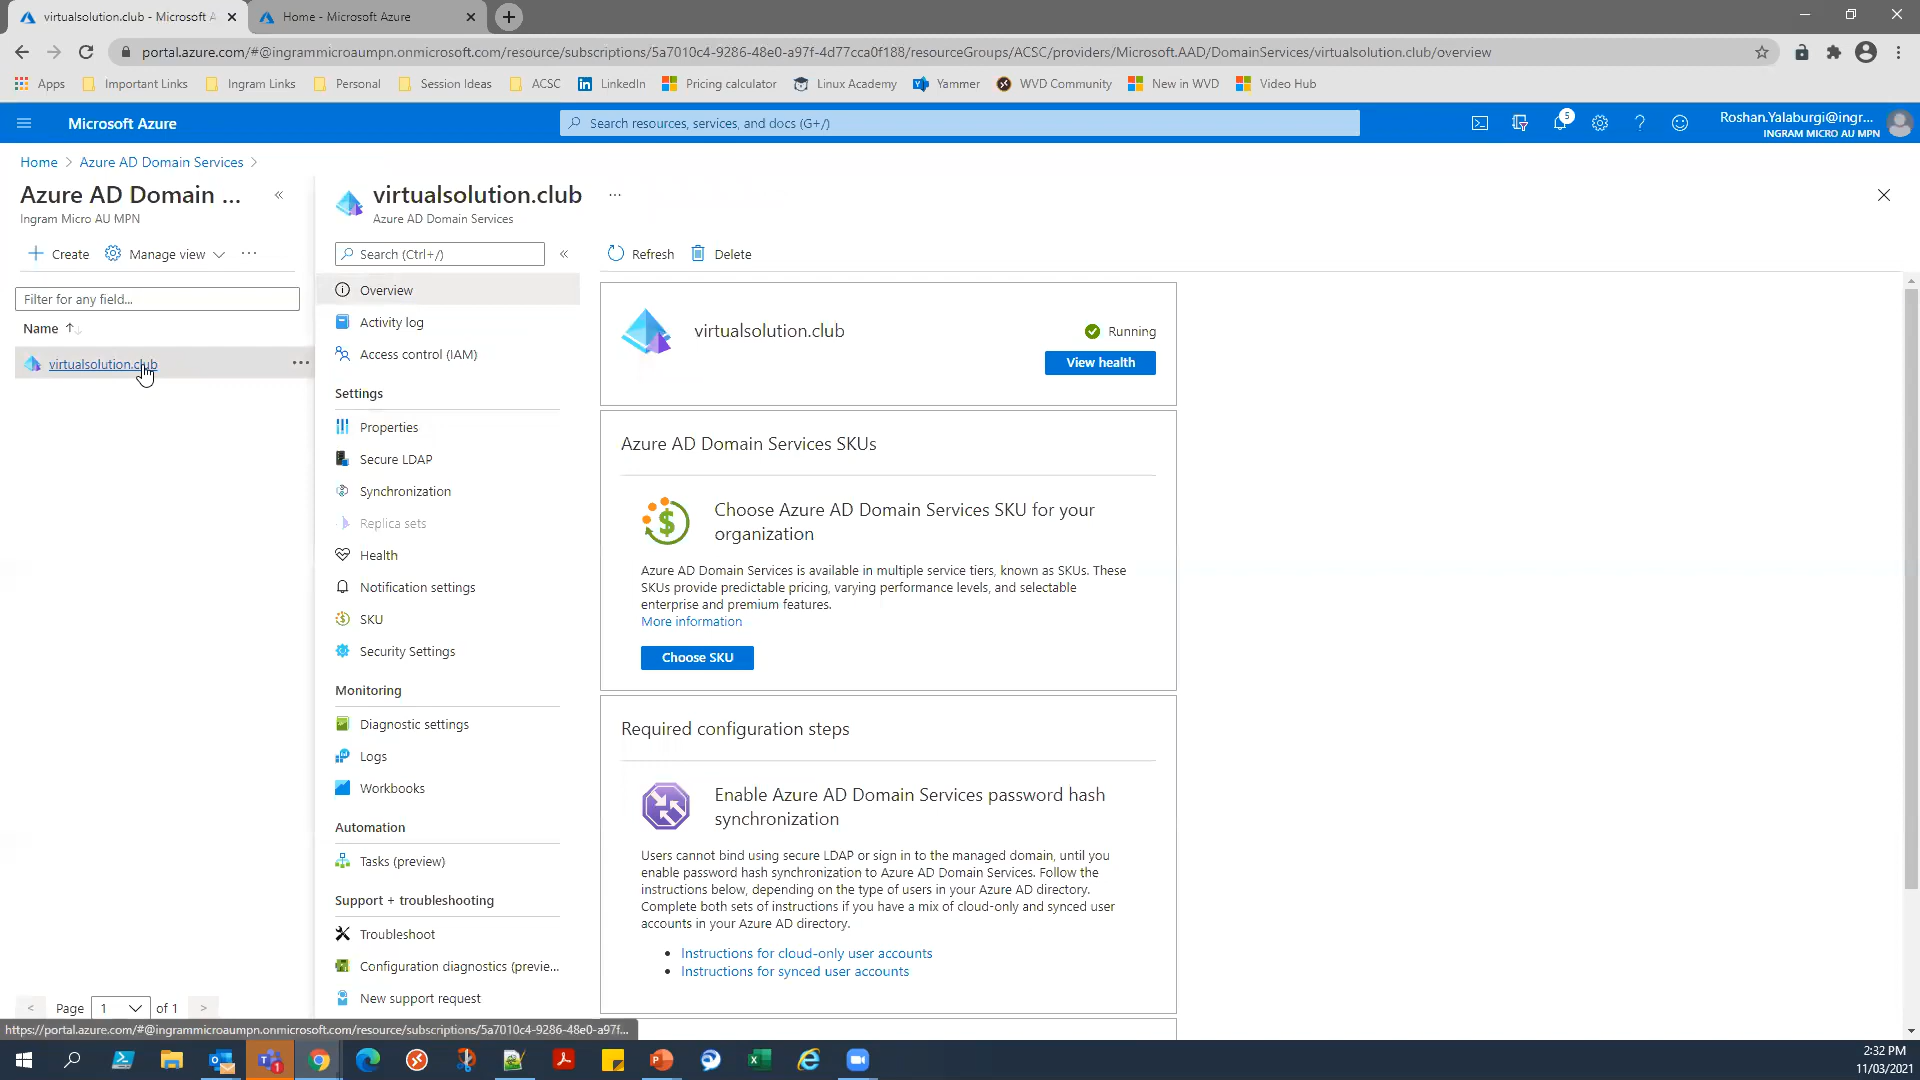 virtualsolution.club - Microsoft A
Home - Microsoft Azure
portal.azure.com/#@ingrammicroaumpn.onmicrosoft.com/resource/subscriptions/5a7010c4-9286-48e0-a97f-4d77cca0f188/resourceGroups/ACSC/providers/Microsoft.AAD/DomainServices/virtualsolution.club/overview
Apps
Important Links
Ingram Links
Personal
Session Ideas
ACSC
LinkedIn
Pricing calculator
Linux Academy
Yammer
WVD Community
New in WVD
Video Hub
Microsoft Azure
Search resources, services, and docs (G+/)
5
Roshan.Yalaburgi@ingr...
INGRAM MICRO AU MPN
Home > Azure AD Domain Services >
Azure AD Domain ...
Ingram Micro AU MPN
Create
Manage view
Filter for any field...
Name
virtualsolution.club
Page 1 of 1
virtualsolution.club
Azure AD Domain Services
Search (Ctrl+/)
Overview
Activity log
Access control (IAM)
Settings
Properties
Secure LDAP
Synchronization
Replica sets
Health
Notification settings
SKU
Security Settings
Monitoring
Diagnostic settings
Logs
Workbooks
Automation
Tasks (preview)
Support + troubleshooting
Troubleshoot
Configuration diagnostics (previe...
New support request
Refresh
Delete
virtualsolution.club
Running
View health
Azure AD Domain Services SKUs
Choose Azure AD Domain Services SKU for your
organization
Azure AD Domain Services is available in multiple service tiers, known as SKUs. These
SKUs provide predictable pricing, varying performance levels, and selectable
enterprise and premium features.
More information
Choose SKU
Required configuration steps
Enable Azure AD Domain Services password hash
synchronization
Users cannot bind using secure LDAP or sign in to the managed domain, until you
enable password hash synchronization to Azure AD Domain Services. Follow the
instructions below, depending on the type of users in your Azure AD directory.
Complete both sets of instructions if you have a mix of cloud-only and synced user
accounts in your Azure AD directory.
• Instructions for cloud-only user accounts
• Instructions for synced user accounts
https://portal.azure.com/#@ingrammicroaumpn.onmicrosoft.com/resource/subscriptions/5a7010c4-9286-48e0-a97f...
2:32 PM
11/03/2021